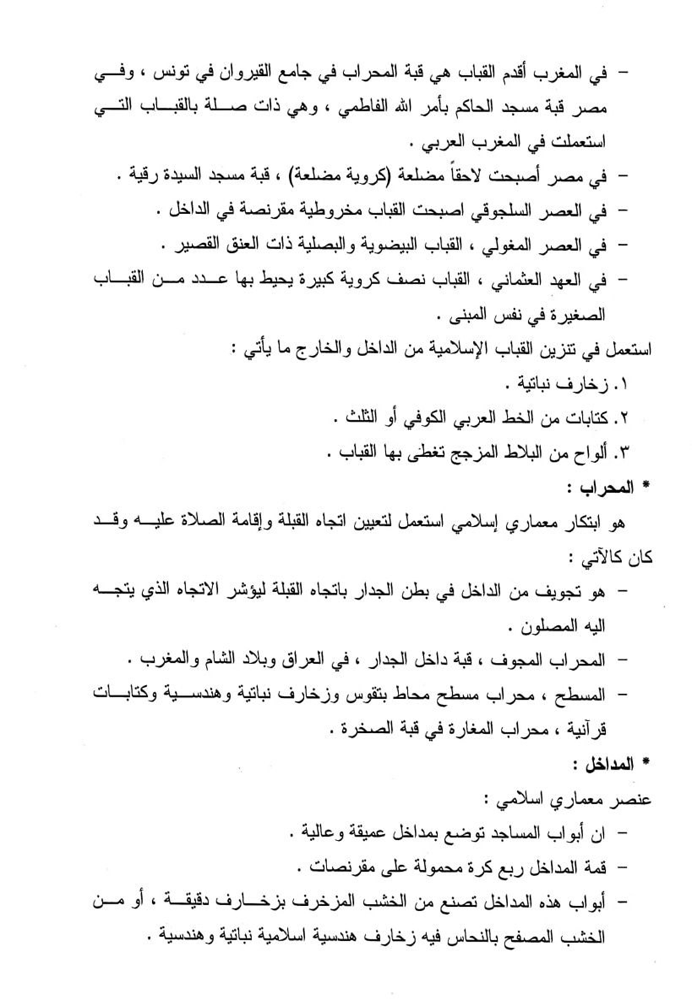 - في المغرب أقدم القباب هي قبة المحراب في جامع القيروان في تونس ، وفي
مصر قبة مسجد الحاكم بأمر الله الفاطمي ، وهي ذات صلة بالقباب التي
استعملت في المغرب العربي .
- في مصر أصبحت لاحقاً مضلعة (كروية مضلعة) ، قبة مسجد السيدة رقية .
- في العصر السلجوقي اصبحت القباب مخروطية مقرنصة في الداخل .
- في العصر المغولي ، القباب البيضوية والبصلية ذات العنق القصير .
- في العهد العثماني ، القباب نصف كروية كبيرة يحيط بها عدد من القباب
الصغيرة في نفس المبنى .
استعمل في تتزين القباب الإسلامية من الداخل والخارج ما يأتي :
١. زخارف نباتية .
٢. كتابات من الخط العربي الكوفي أو الثلث .
٣. ألواح من البلاط المزجج تغطى بها القباب .
* المحراب :
هو ابتكار معماري إسلامي استعمل لتعيين اتجاه القبلة وإقامة الصلاة عليه وقد
كان كالآتي :
- هو تجويف من الداخل في بطن الجدار باتجاه القبلة ليؤشر الاتجاه الذي يتجه
اليه المصلون .
- المحراب المجوف ، قبة داخل الجدار ، في العراق وبلاد الشام والمغرب .
- المسطح ، محراب مسطح محاط بتقوس وزخارف نباتية وهندسية وكتابات
قرآنية ، محراب المغارة في قبة الصخرة .
* المداخل :
عنصر معماري اسلامي :
- ان أبواب المساجد توضع بمداخل عميقة وعالية .
- قمة المداخل ربع كرة محمولة على مقرنصات .
- أبواب هذه المداخل تصنع من الخشب المزخرف بزخارف دقيقة ، أو من
الخشب المصفح بالنحاس فيه زخارف هندسية اسلامية نباتية وهندسية .